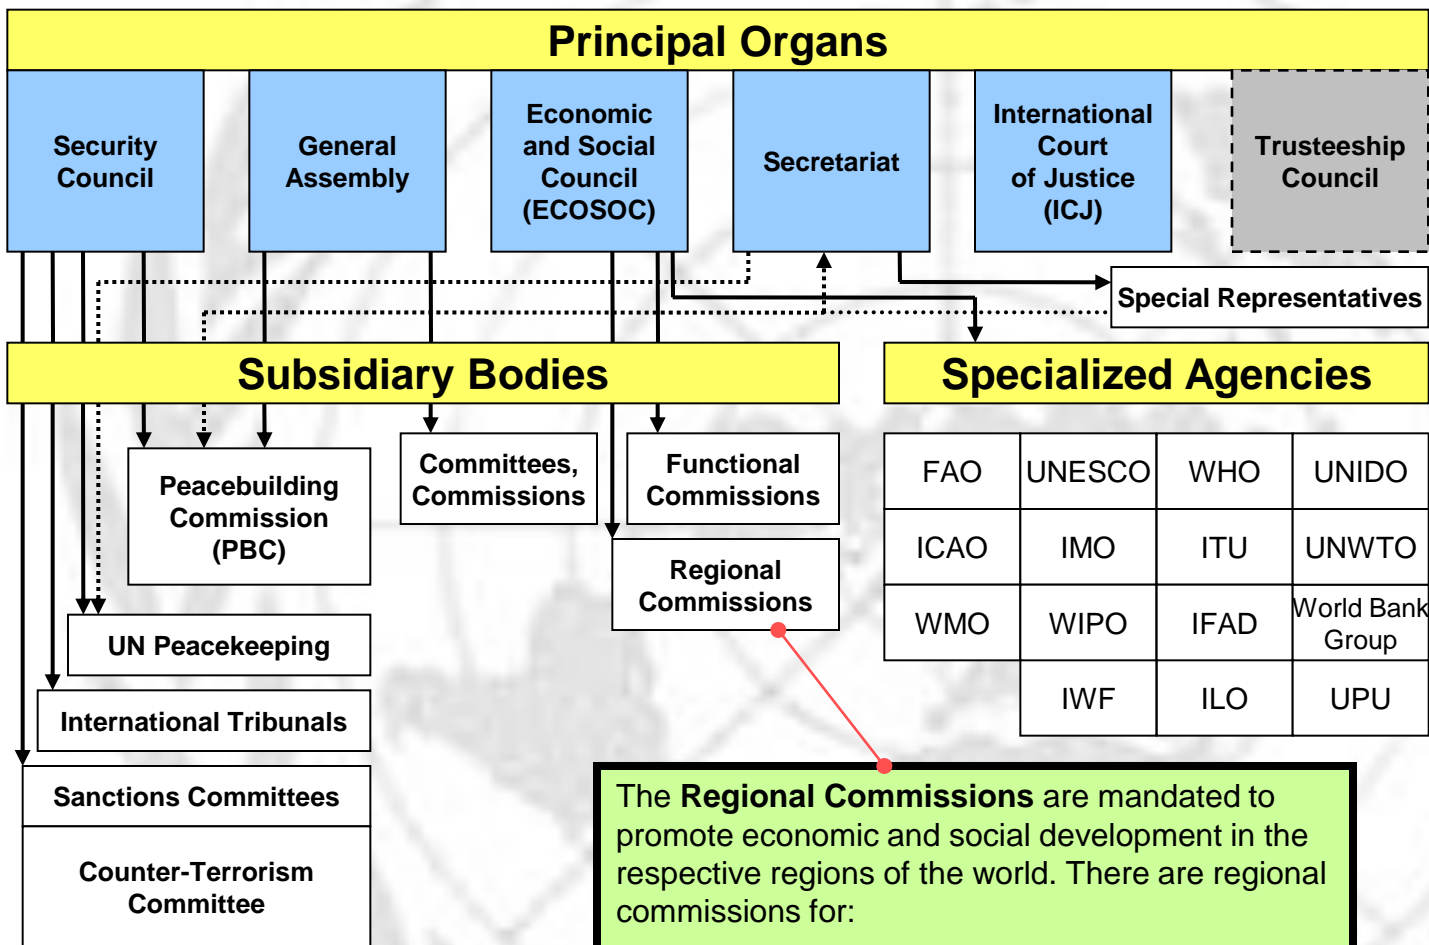 Principal Organs
Security
Council
General
Assembly
Economic
and Social
Council
(ECOSOC)
Secretariat
International
Court
of Justice
(ICJ)
Trusteeship
Council
Special Representatives
Subsidiary Bodies
Specialized Agencies
Peacebuilding
Commission
(PBC)
Committees,
Commissions
Functional
Commissions
Regional
Commissions
UN Peacekeeping
International Tribunals
Sanctions Committees
Counter-Terrorism
Committee
FAO UNESCO WHO UNIDO
ICAO IMO ITU UNWTO
WMO WIPO IFAD World Bank
Group
IWF ILO UPU
The Regional Commissions are mandated to
promote economic and social development in the
respective regions of the world. There are regional
commissions for: